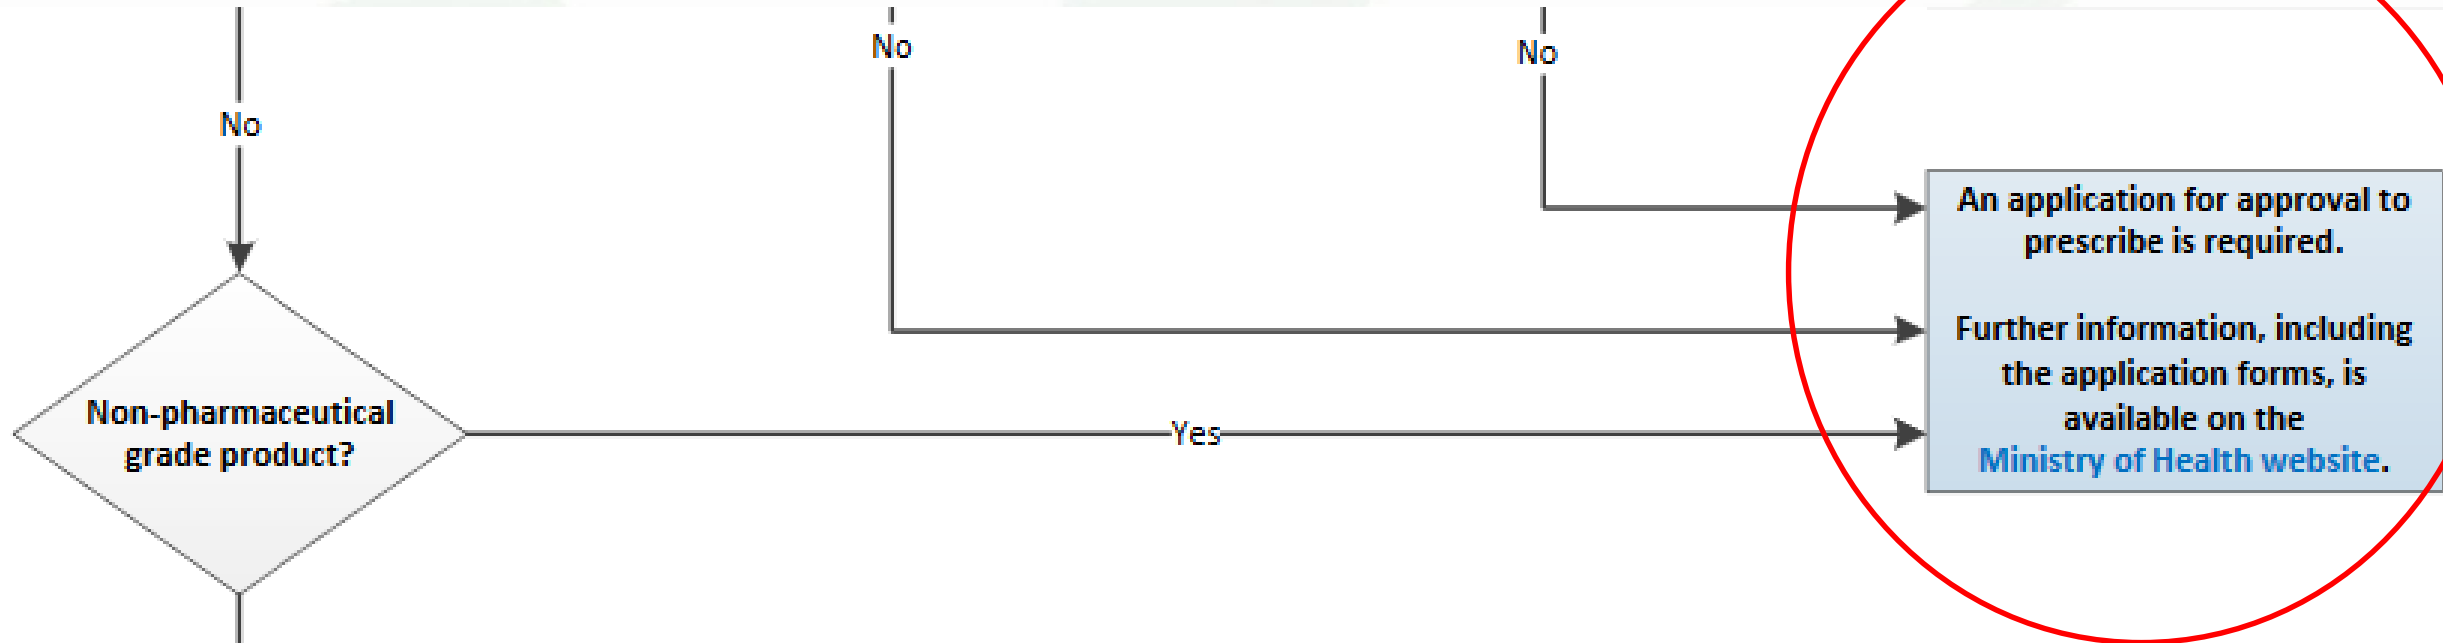 No
No
No
An application for approval to
prescribe is required.
Further information, including
the application forms, is
available on the
Ministry of Health website.
Non-pharmaceutical
grade product?
Yes